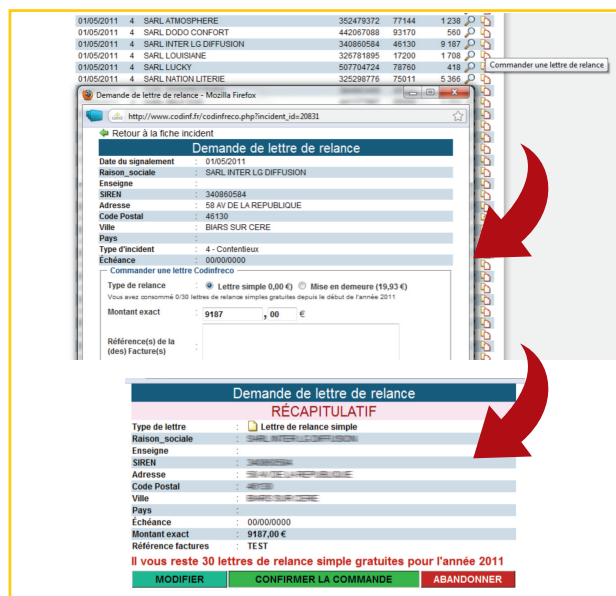 01/05/2011 4 SARL ATMOSPHERE 352479372 77144 1 238
01/05/2011 4 SARL DODO CONFORT 442067088 93170 560
01/05/2011 4 SARL INTER LG DIFFUSION 340860584 46130 9 187
01/05/2011 4 SARL LOUISIANE 326781895 17200 1 708
01/05/2011 4 SARL LUCKY 507704724 78760 418
Commander une lettre de relance
01/05/2011 4 SARL NATION LITERIE 325298776 75011 5 366
Demande de lettre de relance - Mozilla Firefox
http://www.codinf.fr/codinfreco.php?incident_id=20831
Retour à la fiche incident
Demande de lettre de relance
Date du signalement : 01/05/2011
Raison_sociale : SARL INTER LG DIFFUSION
Enseigne :
SIREN : 340860584
Adresse : 58 AV DE LA REPUBLIQUE
Code Postal : 46130
Ville : BIARS SUR CERE
Pays :
Type d'incident : 4 - Contentieux
Échéance : 00/00/0000
Commander une lettre Codinfreco
Type de relance : Lettre simple 0,00 €) Mise en demeure (19,93 €)
Vous avez consommé 0/30 lettres de relance simples gratuites depuis le début de l'année 2011
Montant exact : 9187 , 00 €
Référence(s) de la
(des) Facture(s) :
Demande de lettre de relance
RÉCAPITULATIF
Type de lettre : Lettre de relance simple
Raison_sociale :
Enseigne :
SIREN :
Adresse :
Code Postal :
Ville :
Pays :
Échéance : 00/00/0000
Montant exact : 9187,00 €
Référence factures : TEST
Il vous reste 30 lettres de relance simple gratuites pour l'année 2011
MODIFIER CONFIRMER LA COMMANDE ABANDONNER